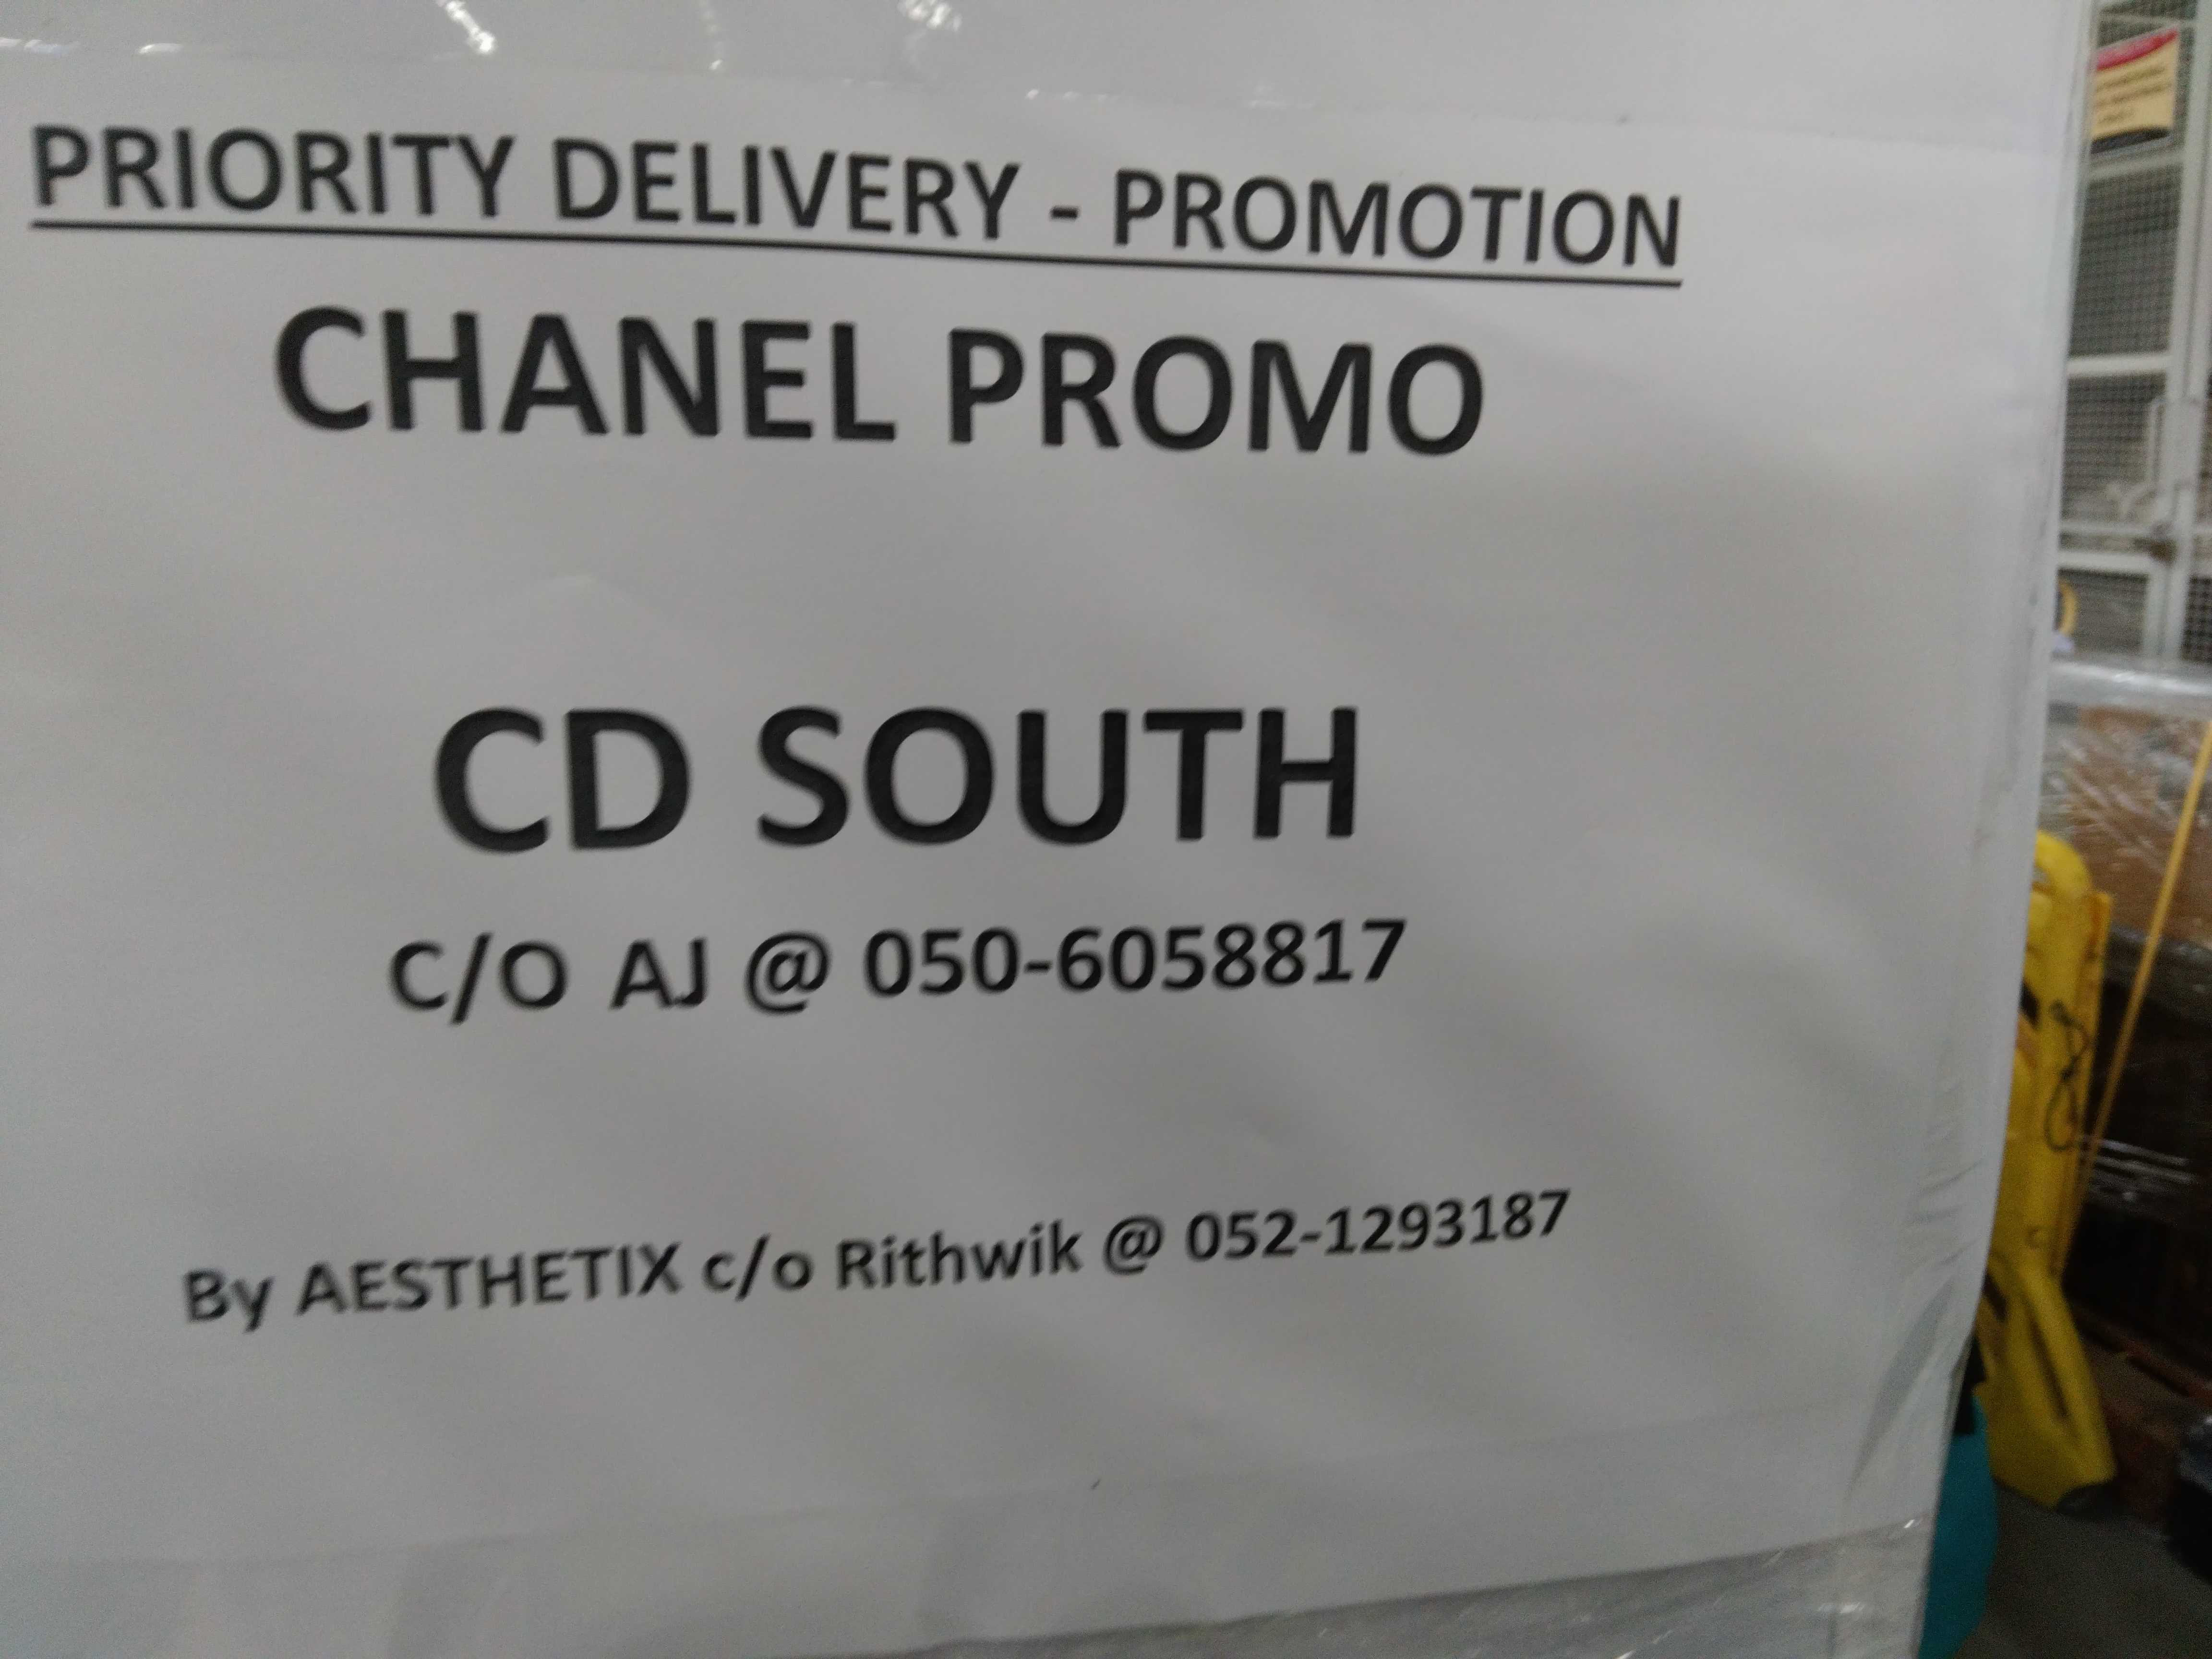 PRIORITY DELIVERY - PROMOTION
CHANEL PROMO
CD SOUTH
C/O AJ @ 050-6058817
By AESTHETIX c/o Rithwik @ 052-1293187